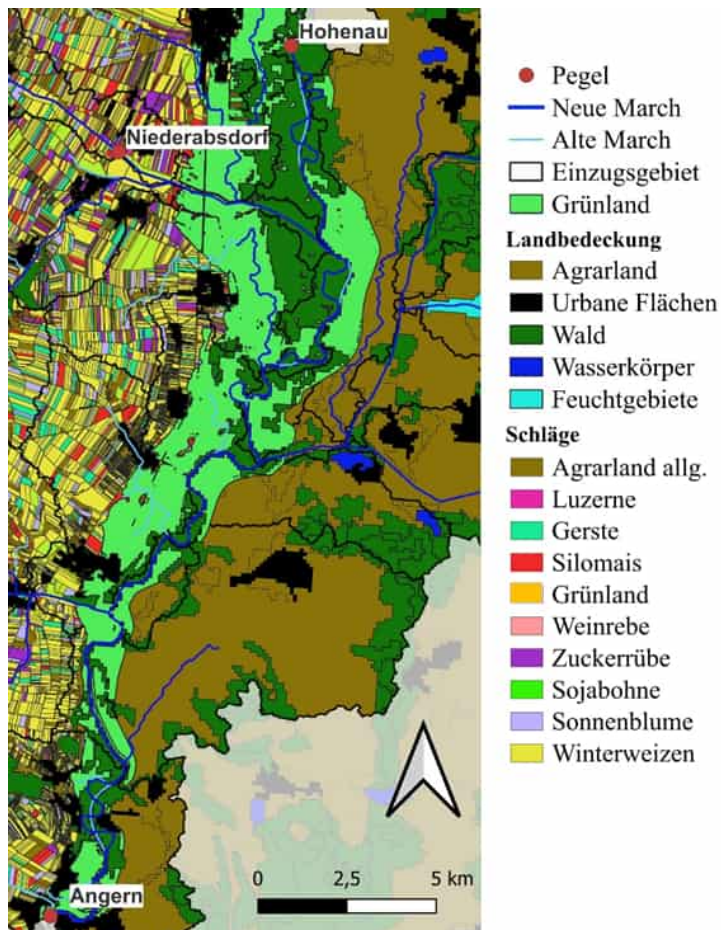 Hohenau
Niederabsdorf
Angern
0 2,5 5 km
Pegel
Neue March
Alte March
Einzugsgebiet
Grünland
Landbedeckung
Agrarland
Urbane Flächen
Wald
Wasserkörper
Feuchtgebiete
Schläge
Agrarland allg.
Luzerne
Gerste
Silomais
Grünland
Weinrebe
Zuckerrübe
Sojabohne
Sonnenblume
Winterweizen